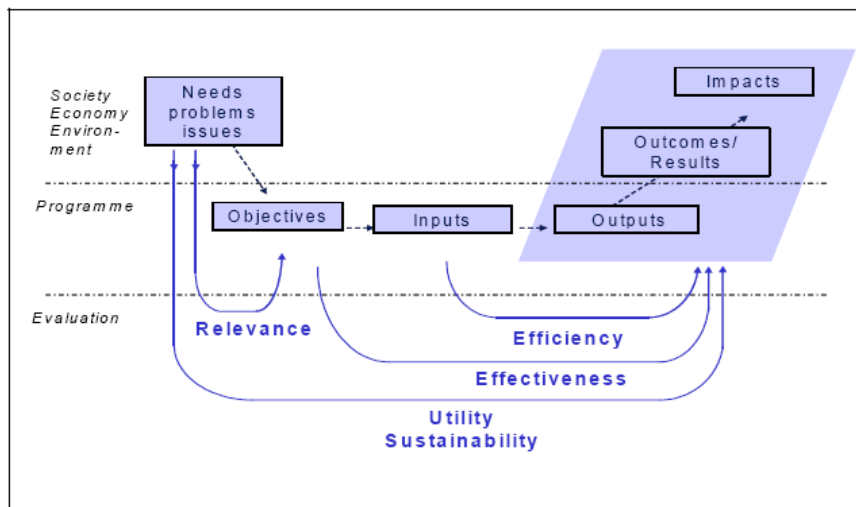 Society
Economy
Environ-
ment
Needs
problems
issues
Impacts
Outcomes/
Results
Programme
Objectives
Inputs
Outputs
Evaluation
Relevance
Efficiency
Effectiveness
Utility
Sustainability